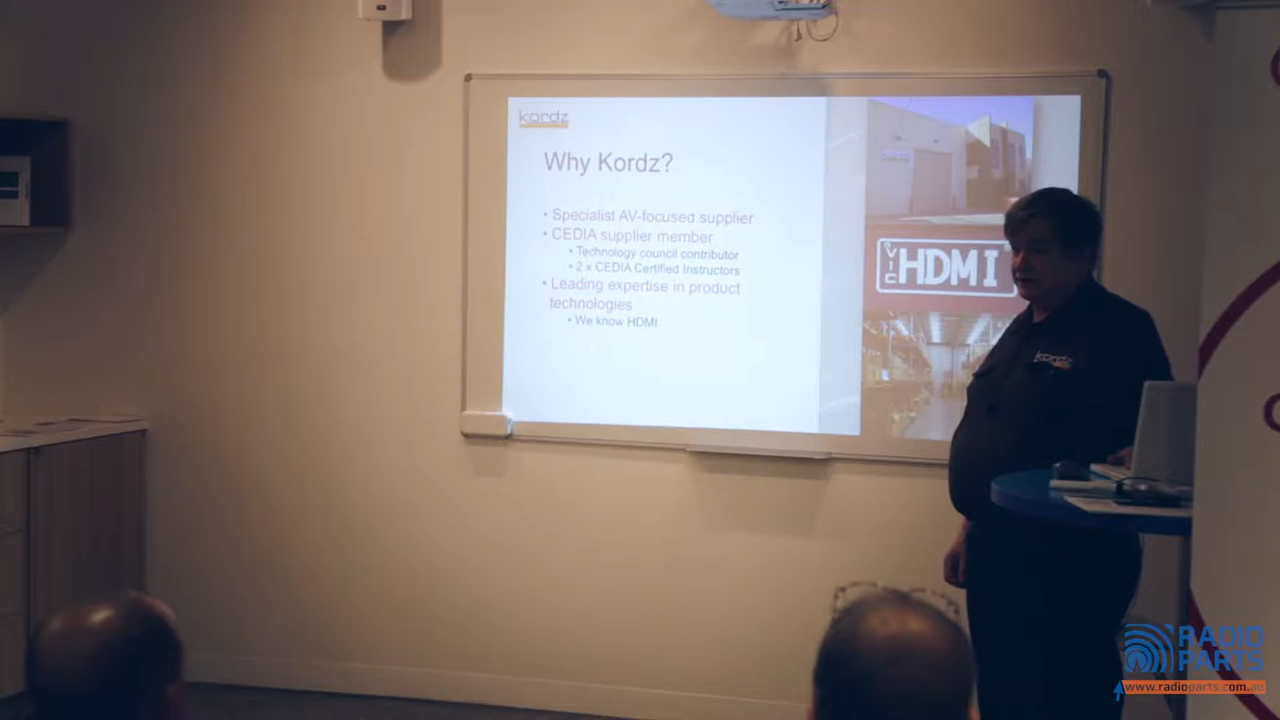 kordz
Why Kordz?
• Specialist AV-focused supplier
• CEDIA supplier member
• Technology council contributor
• 2 x CEDIA Certified Instructors
• Leading expertise in product
technologies
• We know HDMI
VIC
HDMI
kordz
RADIO
PARTS
www.radioparts.com.au